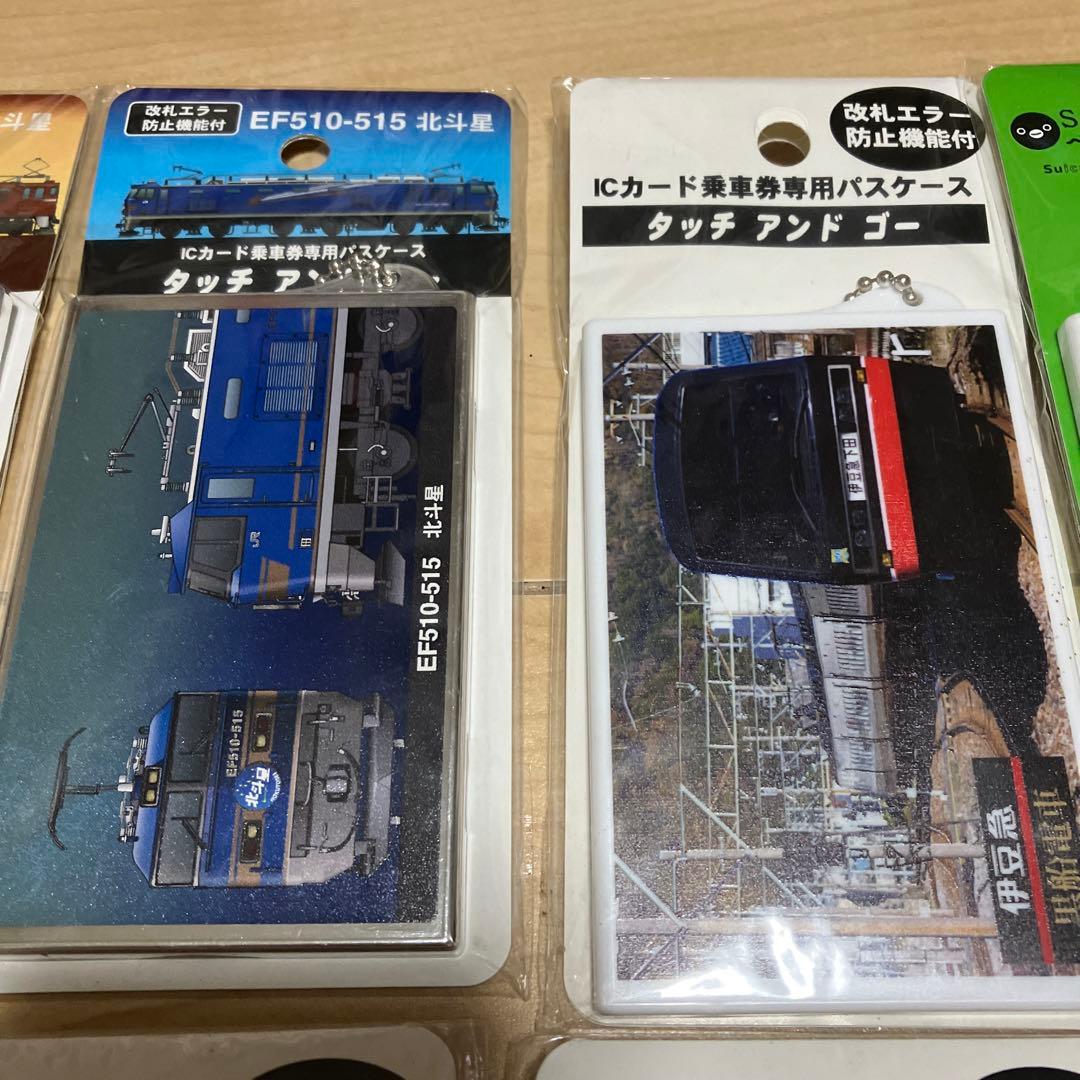 斗星
改札エラー
防止機能付
EF510-515 北斗星
ICカード乗車券専用パスケース
タッチ アン
JR
EF510-515 北斗星
EF510-515
北斗星
改札エラー
防止機能付
ICカード乗車券専用パスケース
タッチ アンド ゴー
伊豆急下田
伊豆急
黒船電車
S
Suic